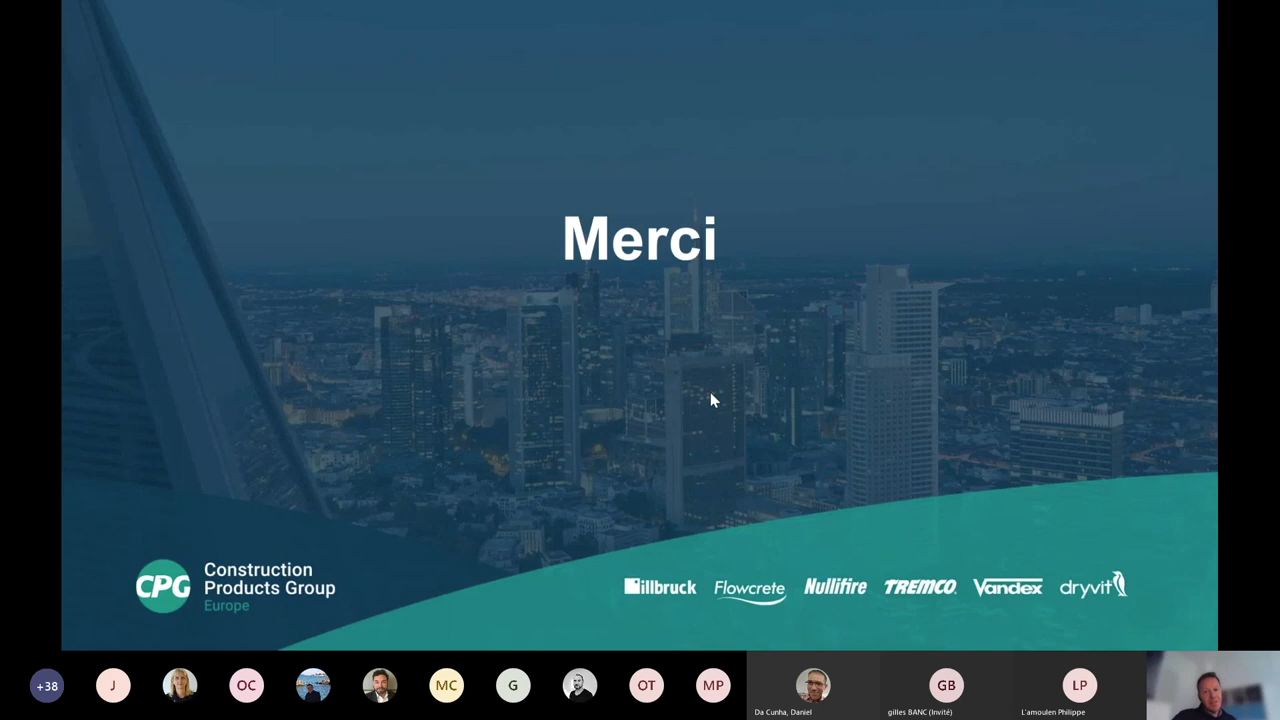 Merci
CPG
Construction
Products Group
Europe
illbruck
Flowcrete
Nullifire
TREMCO
Vandex
dryvit
+38
J
OC
MC
G
OT
MP
Da Cunha, Daniel
GB
gilles BANC (Invité)
LP
L'amoulen Philippe